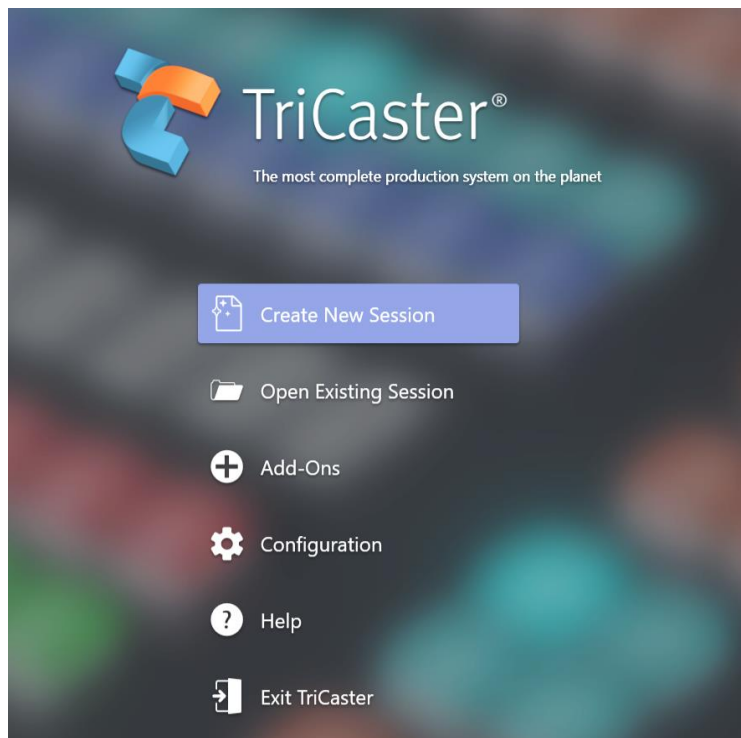 TriCaster®
The most complete production system on the planet
Create New Session
Open Existing Session
Add-Ons
Configuration
Help
Exit TriCaster